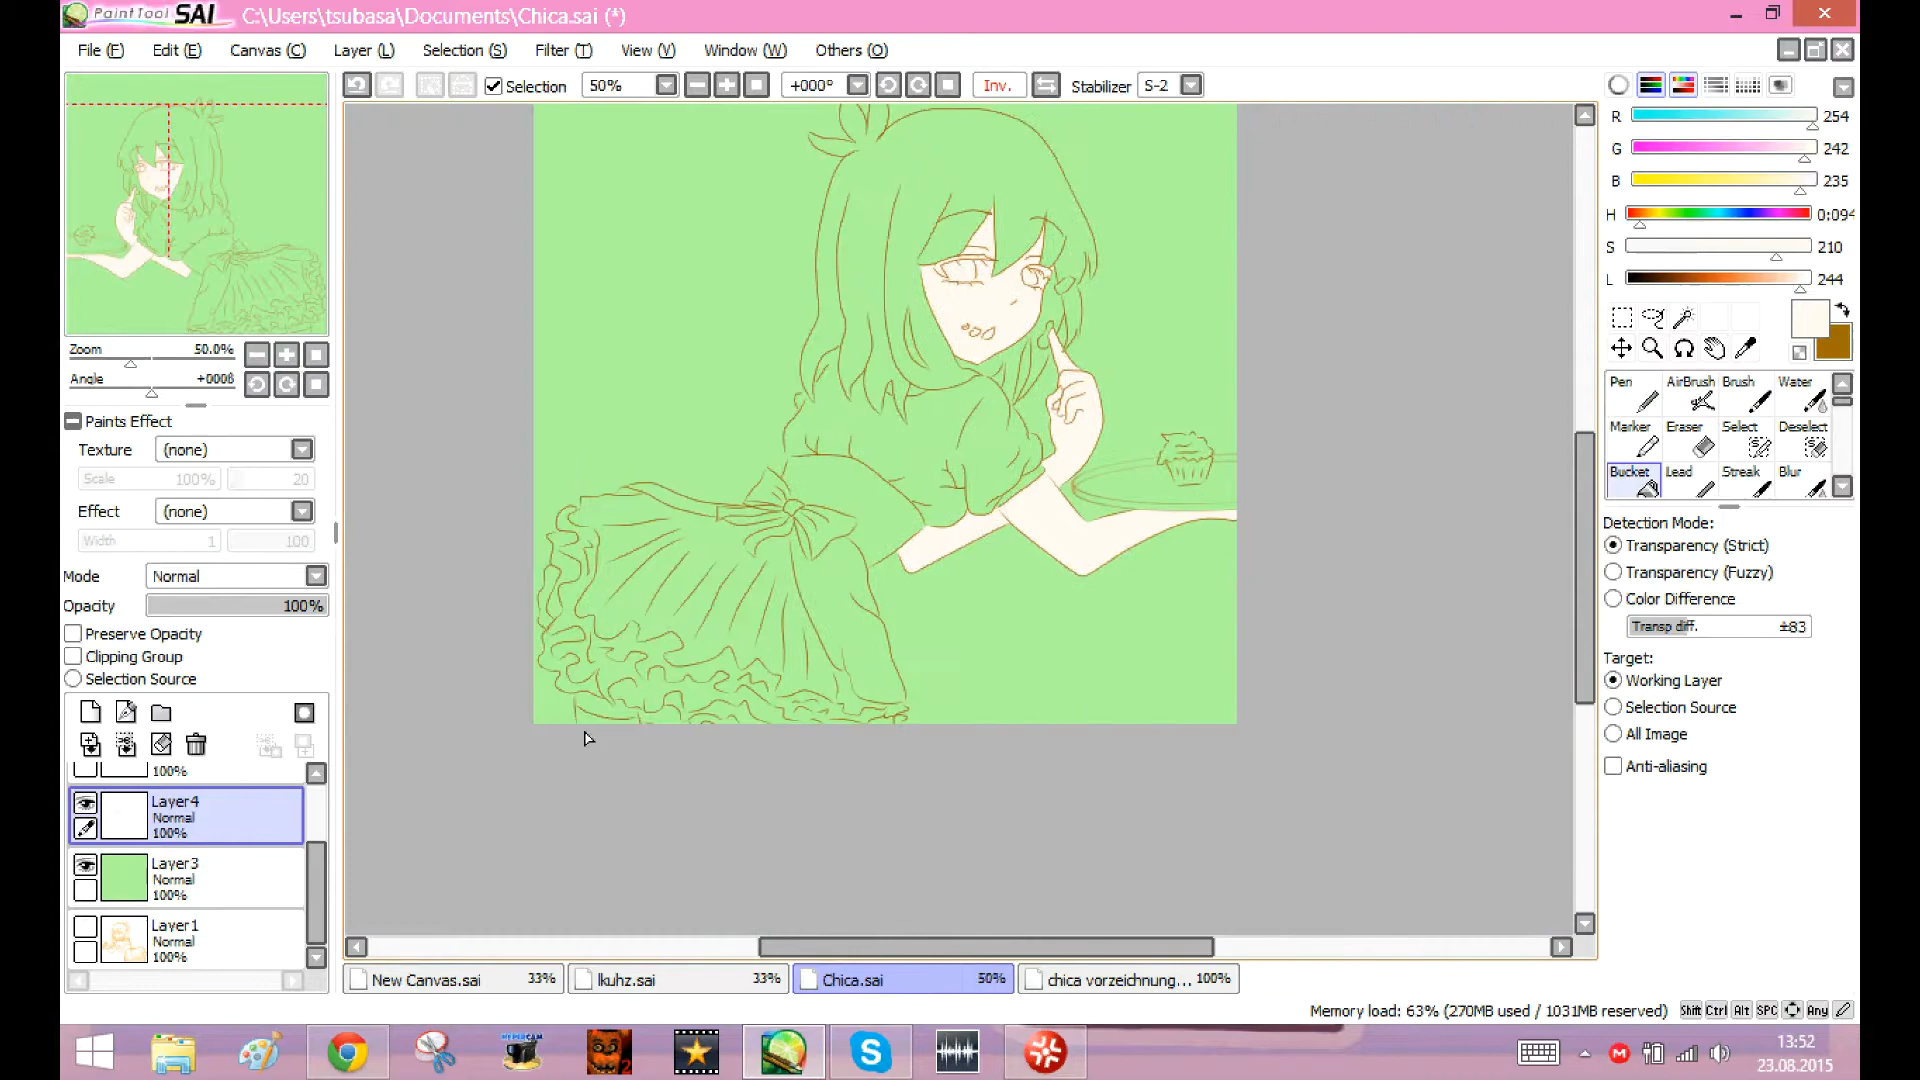 PaintTool SAI C:\Users\tsubasa\Documents\Chica.sai (*)
File (F) Edit (E) Canvas (C) Layer (L) Selection (S) Filter (T) View (V) Window (W) Others (O)
Selection 50% +000° Inv. Stabilizer S-2
R 254
G 242
B 235
H 0:094
S 210
L 244
Zoom 50.0%
Angle +000°
Paints Effect
Texture (none)
Scale 100% 20
Effect (none)
Width 1 100
Mode Normal
Opacity 100%
Preserve Opacity
Clipping Group
Selection Source
100%
Layer4
Normal
100%
Layer3
Normal
100%
Layer1
Normal
100%
Pen AirBrush Brush Water
Marker Eraser Select Deselect
Bucket Lead Streak Blur
Detection Mode:
Transparency (Strict)
Transparency (Fuzzy)
Color Difference
Transp diff. ±83
Target:
Working Layer
Selection Source
All Image
Anti-aliasing
New Canvas.sai 33% Ikuhz.sai 33% Chica.sai 50% chica vorzeichnung... 100%
Memory load: 63% (270MB used / 1031MB reserved) Shift Ctrl Alt SPC Any
HYPERCAM
2
13:52
23.08.2015